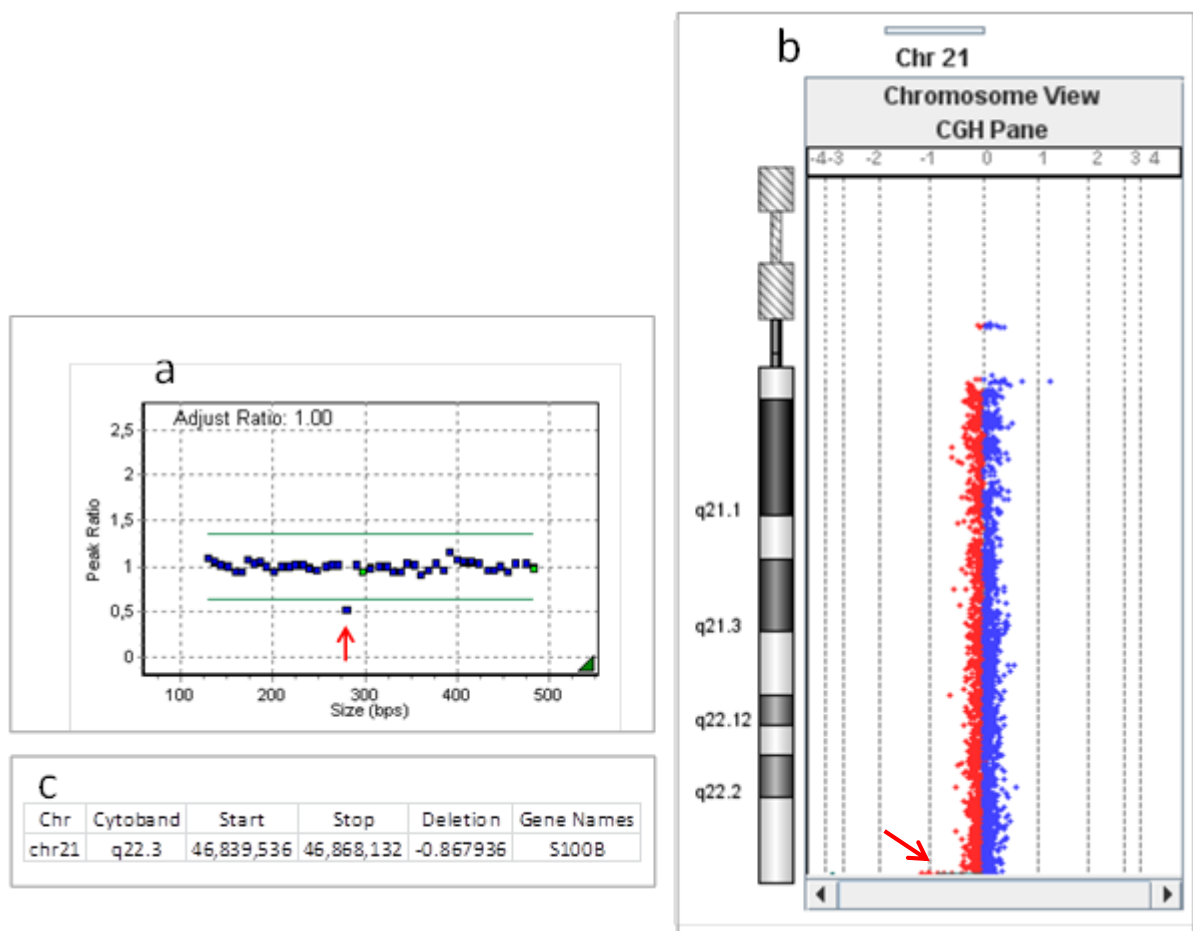 a
Adjust Ratio: 1.00
Peak Ratio
2,5
2
1,5
1
0,5
0
100 200 300 400 500
Size (bps)
C
Chr Cytoband Start Stop Deletion Gene Names
chr21 q22.3 46,839,536 46,868,132 -0.867936 S100B
b
Chr 21
Chromosome View
CGH Pane
-4 -3 -2 -1 0 1 2 3 4
q21.1
q21.3
q22.12
q22.2